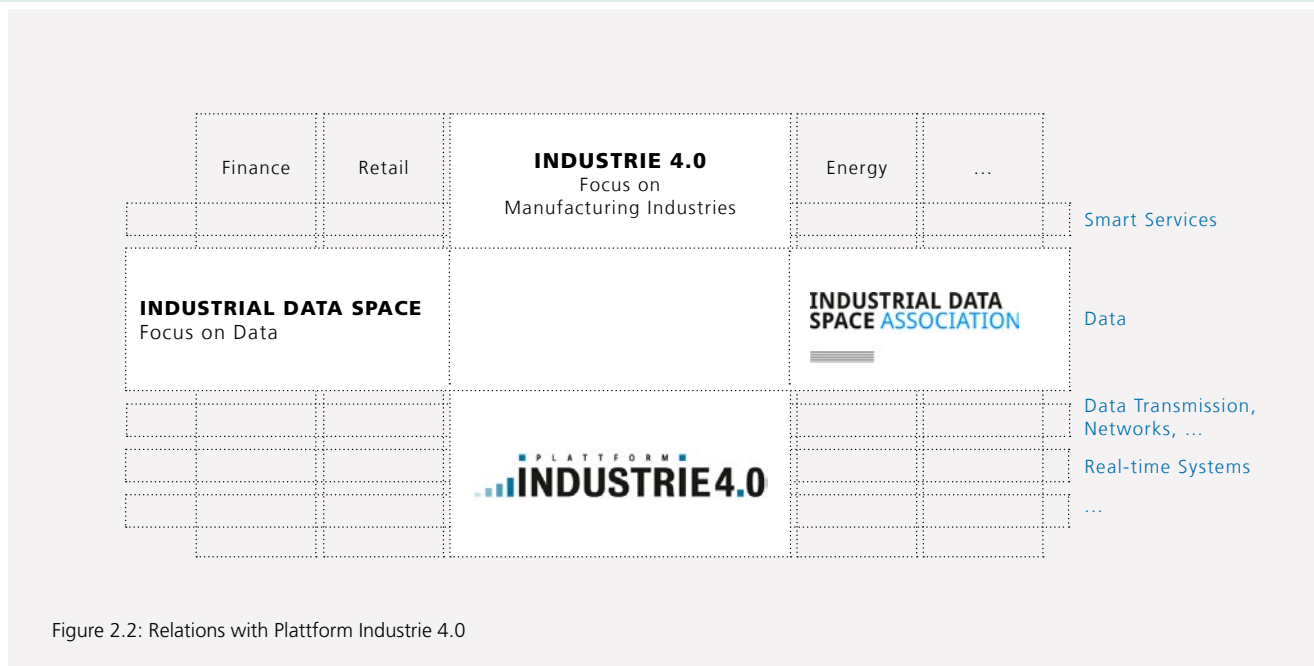 Finance
Retail
INDUSTRIE 4.0
Focus on
Manufacturing Industries
Energy
...
Smart Services
INDUSTRIAL DATA SPACE
Focus on Data
INDUSTRIAL DATA
SPACE ASSOCIATION
Data
Data Transmission,
Networks, ...
PLATTFORM
INDUSTRIE4.0
Real-time Systems
...
Figure 2.2: Relations with Plattform Industrie 4.0